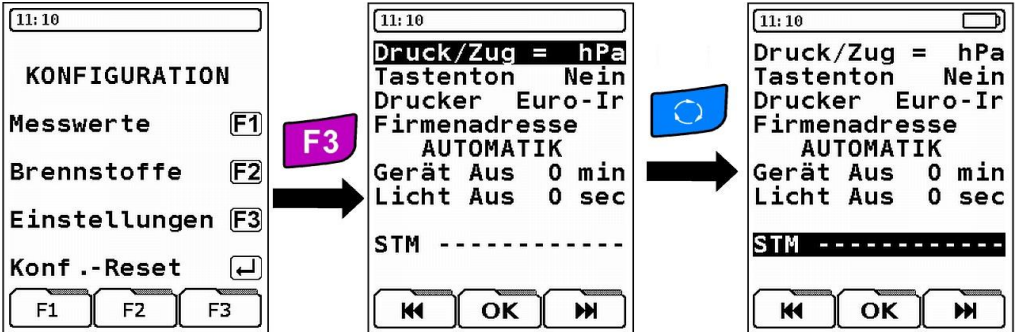 11:10
KONFIGURATION
Messwerte F1
Brennstoffe F2
Einstellungen F3
Konf.-Reset
F1 F2 F3
F3
11:10
Druck/Zug = hPa
Tastenton Nein
Drucker Euro-Ir
Firmenadresse
AUTOMATIK
Gerät Aus 0 min
Licht Aus 0 sec
STM ------------
OK
11:10
Druck/Zug = hPa
Tastenton Nein
Drucker Euro-Ir
Firmenadresse
AUTOMATIK
Gerät Aus 0 min
Licht Aus 0 sec
STM ------------
OK